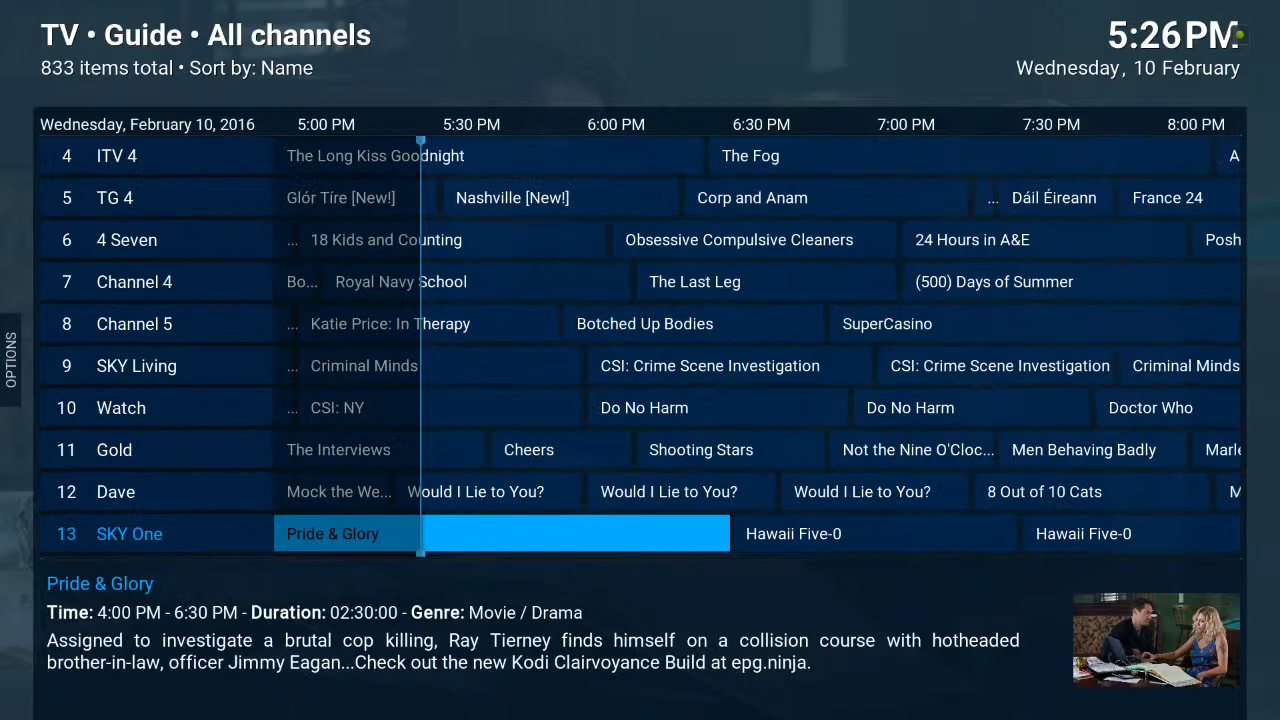 TV • Guide • All channels
5:26 PM
833 items total • Sort by: Name
Wednesday, 10 February
Wednesday, February 10, 2016 5:00 PM 5:30 PM 6:00 PM 6:30 PM 7:00 PM 7:30 PM 8:00 PM
4 ITV 4 The Long Kiss Goodnight The Fog A
5 TG 4 Glór Tíre [New!] Nashville [New!] Corp and Anam ... Dáil Éireann France 24
6 4 Seven ... 18 Kids and Counting Obsessive Compulsive Cleaners 24 Hours in A&E Posh
7 Channel 4 Bo... Royal Navy School The Last Leg (500) Days of Summer
8 Channel 5 ... Katie Price: In Therapy Botched Up Bodies SuperCasino
9 SKY Living ... Criminal Minds CSI: Crime Scene Investigation CSI: Crime Scene Investigation Criminal Minds
10 Watch ... CSI: NY Do No Harm Do No Harm Doctor Who
11 Gold The Interviews Cheers Shooting Stars Not the Nine O'Cloc... Men Behaving Badly Marle
12 Dave Mock the We... Would I Lie to You? Would I Lie to You? Would I Lie to You? 8 Out of 10 Cats M
13 SKY One Pride & Glory Hawaii Five-0 Hawaii Five-0
OPTIONS
Pride & Glory
Time: 4:00 PM - 6:30 PM - Duration: 02:30:00 - Genre: Movie / Drama
Assigned to investigate a brutal cop killing, Ray Tierney finds himself on a collision course with hotheaded
brother-in-law, officer Jimmy Eagan...Check out the new Kodi Clairvoyance Build at epg.ninja.